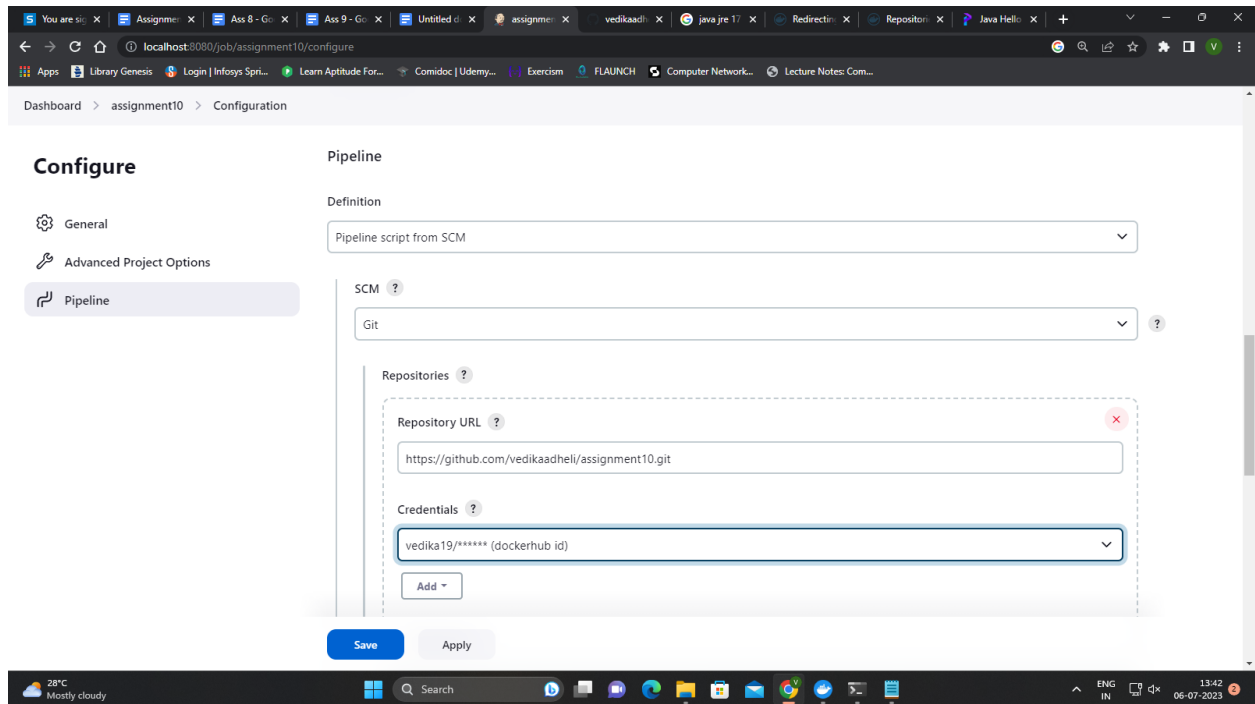 You are sig
Assignmen
Ass 8 - Go
Ass 9 - Go
Untitled d
assignmen
vedikaadh
java jre 17
Redirectin
Repositori
Java Hello
localhost:8080/job/assignment10/configure
V
Apps
Library Genesis
Login | Infosys Spri...
Learn Aptitude For...
Comidoc | Udemy...
Exercism
FLAUNCH
Computer Network...
Lecture Notes: Com...
Dashboard > assignment10 > Configuration
Configure
General
Advanced Project Options
Pipeline
Pipeline
Definition
Pipeline script from SCM
SCM ?
Git
?
Repositories ?
Repository URL ?
https://github.com/vedikaadheli/assignment10.git
Credentials ?
vedika19/****** (dockerhub id)
Add
Save
Apply
28°C
Mostly cloudy
Search
ENG
IN
13:42
06-07-2023
2